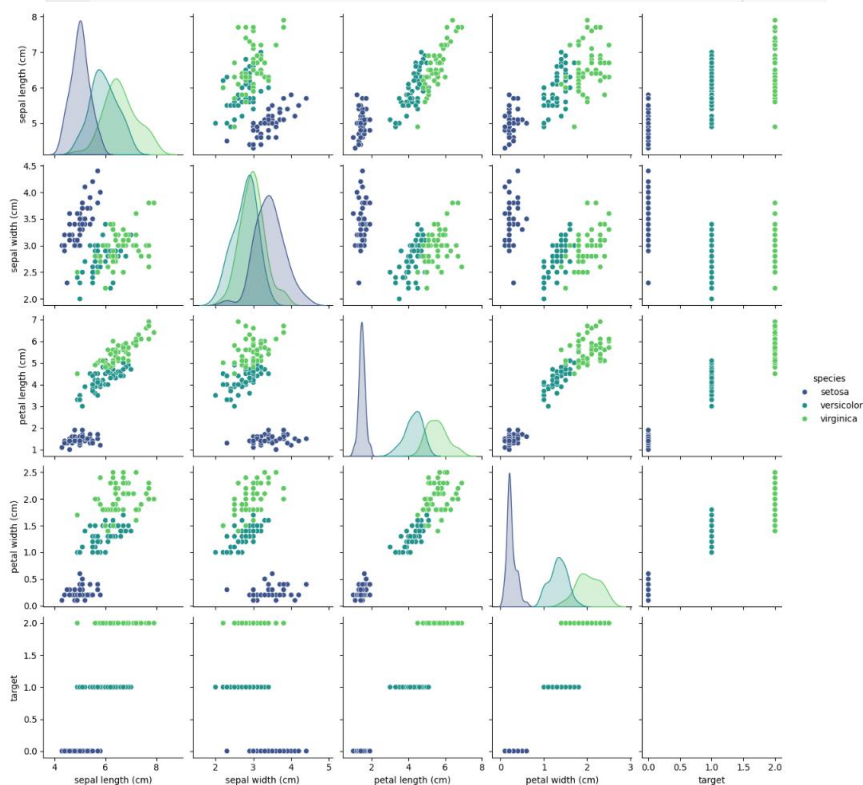 sepal length (cm)
8
7
6
5
sepal width (cm)
4.5
4.0
3.5
3.0
2.5
2.0
petal length (cm)
7
6
5
4
3
2
1
species
setosa
versicolor
virginica
petal width (cm)
2.5
2.0
1.5
1.0
0.5
0.0
target
2.0
1.5
1.0
0.5
0.0
4 6 8
sepal length (cm)
2 3 4 5
sepal width (cm)
2 4 6 8
petal length (cm)
0 1 2 3
petal width (cm)
0.0 0.5 1.0 1.5 2.0
target